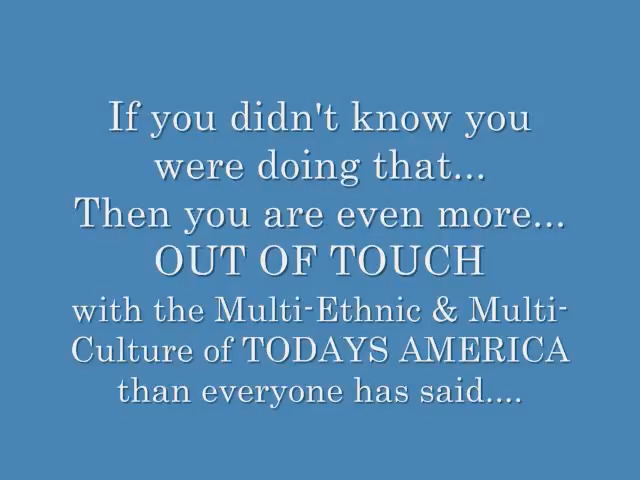 If you didn't know you
were doing that...
Then you are even more...
OUT OF TOUCH
with the Multi-Ethnic & Multi-
Culture of TODAYS AMERICA
than everyone has said....